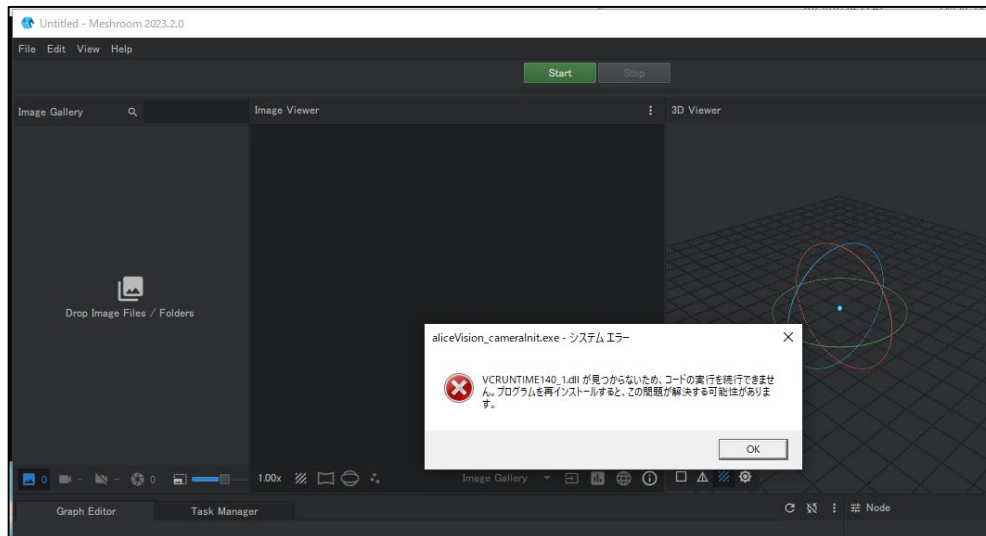 Untitled - Meshroom 2023.2.0
File Edit View Help
Start Stop
Image Gallery
Image Viewer
3D Viewer
Drop Image Files / Folders
aliceVision_cameraInit.exe - システム エラー
VCRUNTIME140_1.dll が見つからないため、コードの実行を続行できませ
ん。プログラムを再インストールすると、この問題が解決する可能性がありま
す。
OK
0 - - 0
1.00x
Image Gallery
Graph Editor
Task Manager
Node